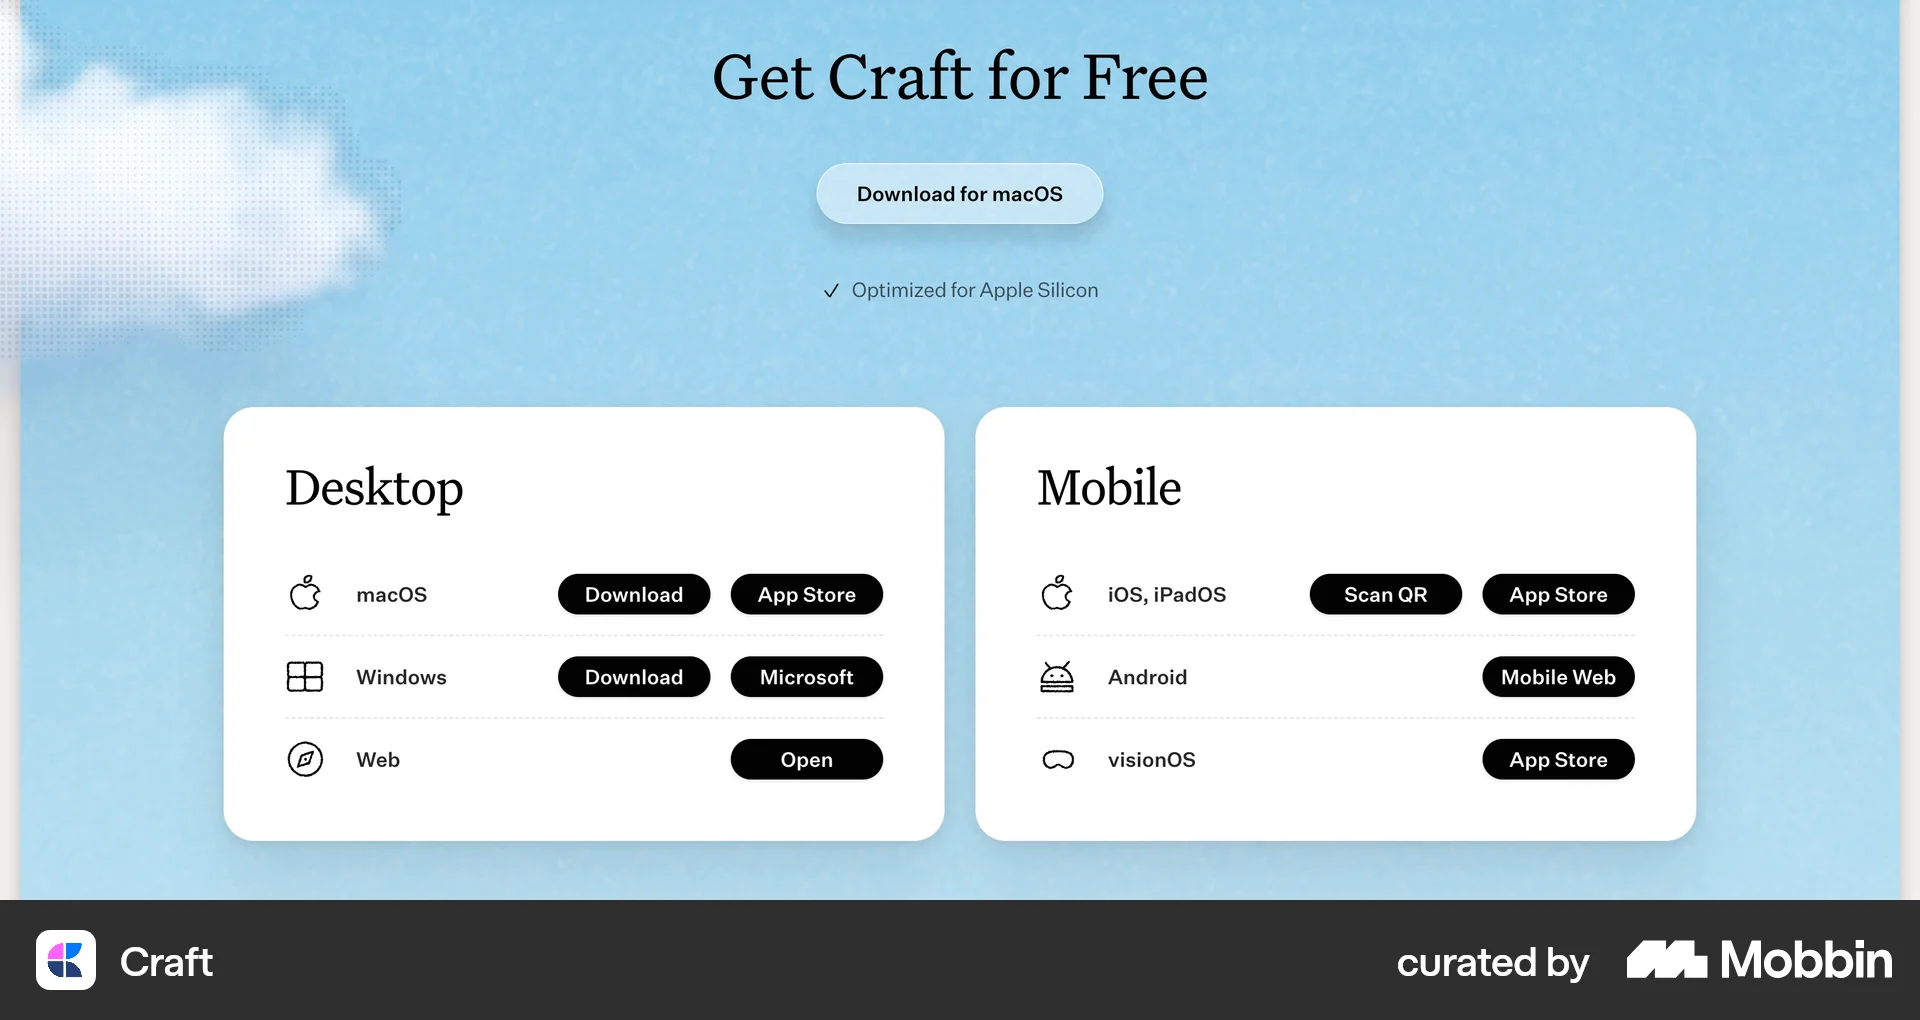 Get Craft for Free
Download for macOS
Optimized for Apple Silicon
Desktop
macOS Download App Store
Windows Download Microsoft
Web Open
Mobile
iOS, iPadOS Scan QR App Store
Android Mobile Web
visionOS App Store
Craft
curated by Mobbin